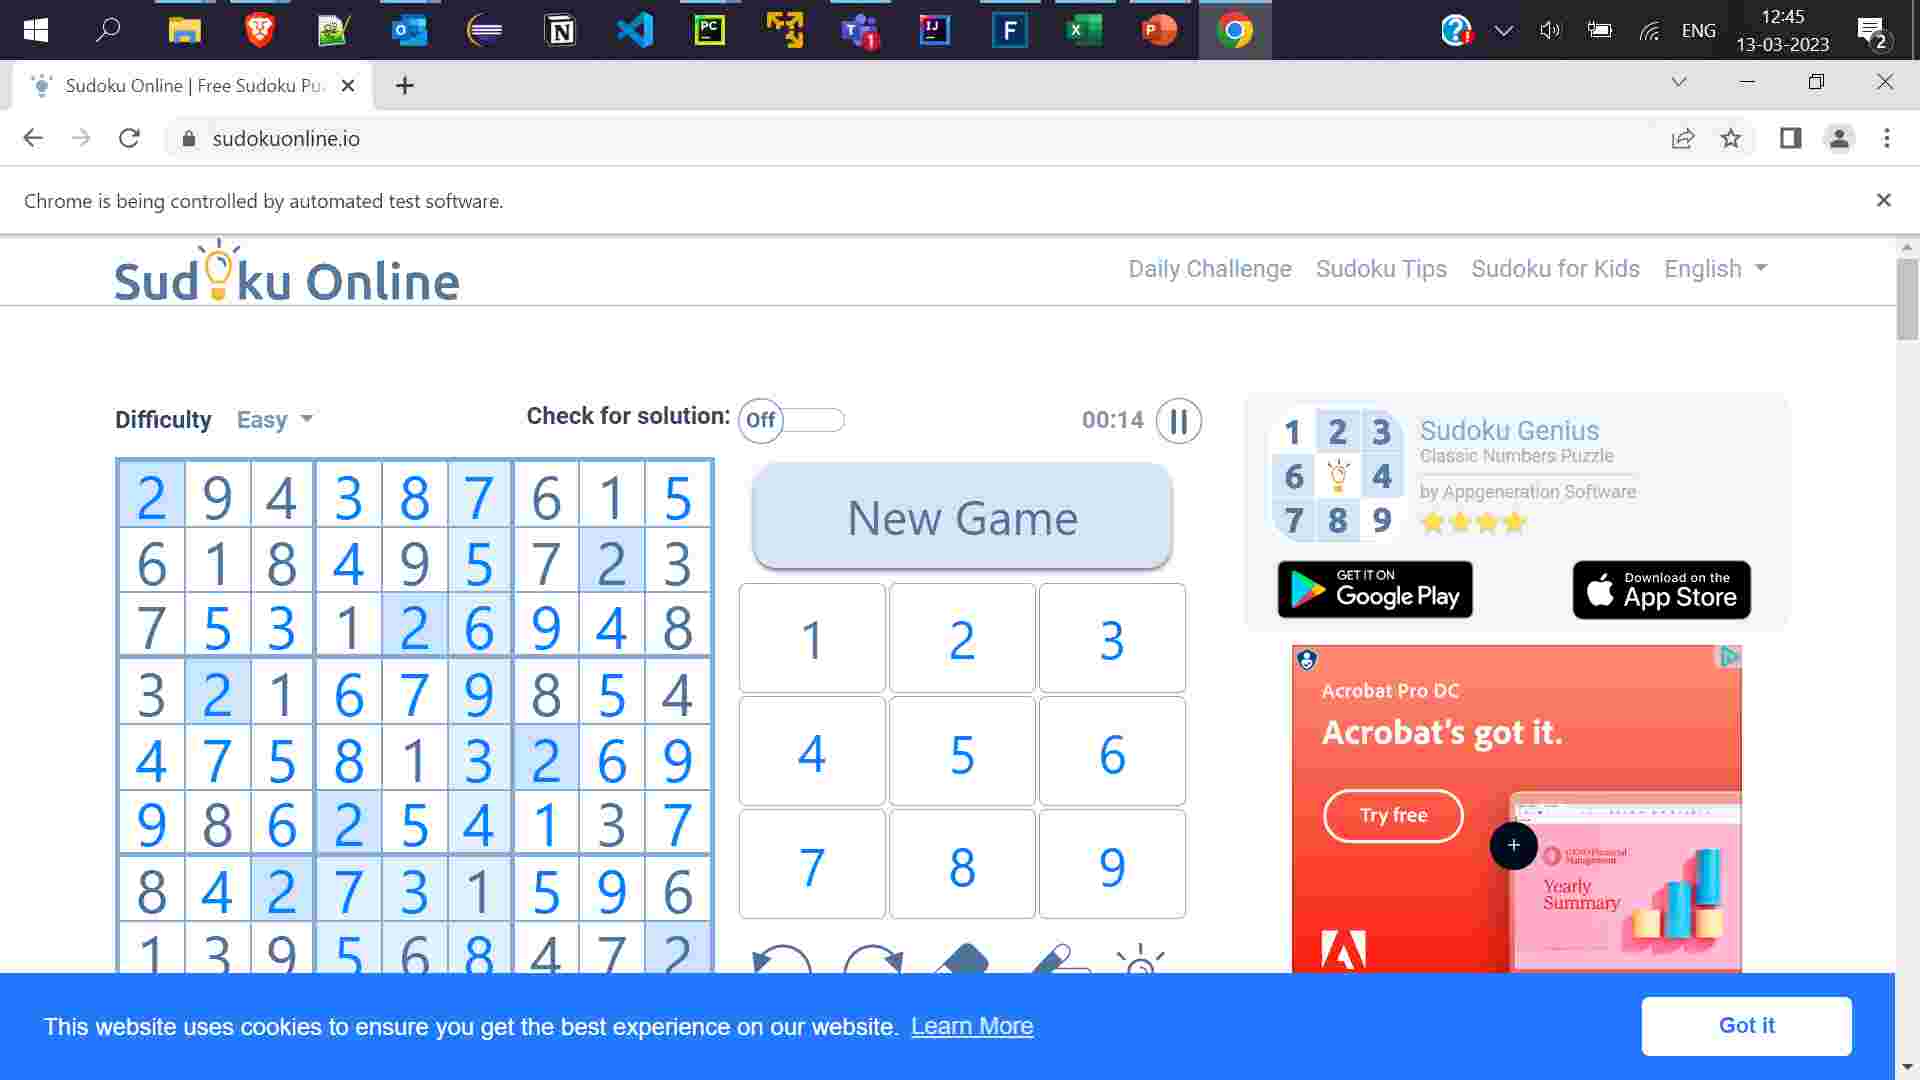 ENG
12:45
13-03-2023
2
Sudoku Online | Free Sudoku Pu
sudokuonline.io
Chrome is being controlled by automated test software.
Sudoku Online
Daily Challenge Sudoku Tips Sudoku for Kids English
Difficulty Easy Check for solution: Off 00:14
2 9 4 3 8 7 6 1 5
6 1 8 4 9 5 7 2 3
7 5 3 1 2 6 9 4 8
3 2 1 6 7 9 8 5 4
4 7 5 8 1 3 2 6 9
9 8 6 2 5 4 1 3 7
8 4 2 7 3 1 5 9 6
1 3 9 5 6 8 4 7 2
New Game
1 2 3
4 5 6
7 8 9
1 2 3
6 4
7 8 9
Sudoku Genius
Classic Numbers Puzzle
by Appgeneration Software
GET IT ON
Google Play
Download on the
App Store
Acrobat Pro DC
Acrobat's got it.
Try free
Yearly
Summary
This website uses cookies to ensure you get the best experience on our website. Learn More
Got it